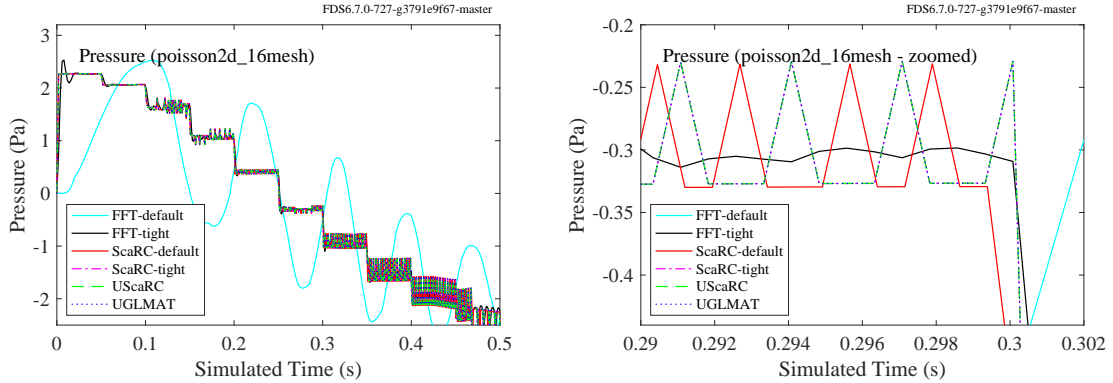 FDS6.7.0-727-g3791e9f67-master
Pressure (poisson2d_16mesh)
3
2
1
0
-1
-2
Pressure (Pa)
FFT-default
FFT-tight
ScaRC-default
ScaRC-tight
UScaRC
UGLMAT
0 0.1 0.2 0.3 0.4 0.5
Simulated Time (s)
FDS6.7.0-727-g3791e9f67-master
Pressure (poisson2d_16mesh - zoomed)
-0.2
-0.25
-0.3
-0.35
-0.4
Pressure (Pa)
FFT-default
FFT-tight
ScaRC-default
ScaRC-tight
UScaRC
UGLMAT
0.29 0.292 0.294 0.296 0.298 0.3 0.302
Simulated Time (s)